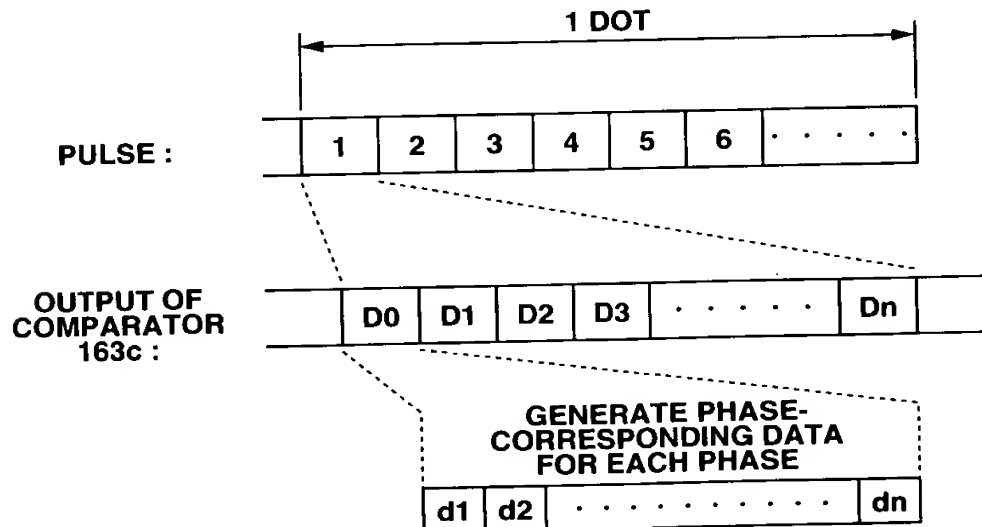 1 DOT
PULSE : 1 2 3 4 5 6 · · · · ·
OUTPUT OF
COMPARATOR
163c :
D0 D1 D2 D3 · · · · · Dn
GENERATE PHASE-
CORRESPONDING DATA
FOR EACH PHASE
d1 d2 · · · · · · · · · · dn